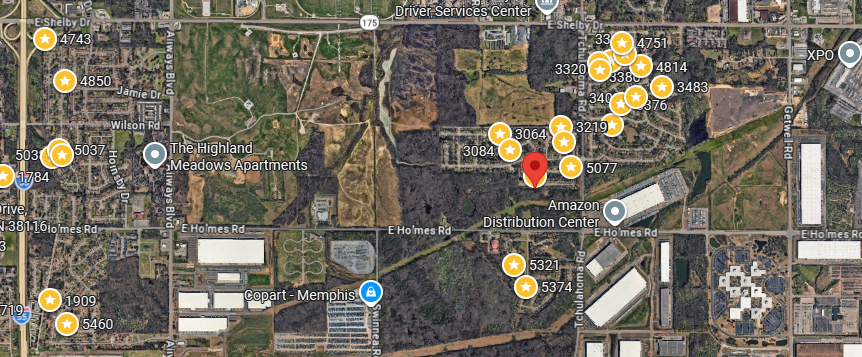 Driver Services Center
E Shelby Dr
175
E Shelby Dr
4743
4751
XPO
3320
4814
3380
4850
Jamie Dr
Airways Blvd
3483
376
Wilson Rd
3064
3219
Getwell Rd
5037
3084
The Highland
Meadows Apartments
Hornsby Dr
5077
1784
Airways Blvd
Amazon
Distribution Center
Drive,
N 38116
3
E Holmes Rd
E Holmes Rd
E Holmes Rd
E Holmes Rd
5321
Tchulahoma Rd
5374
Copart - Memphis
1909
719
55
Swinnea Rd
5460